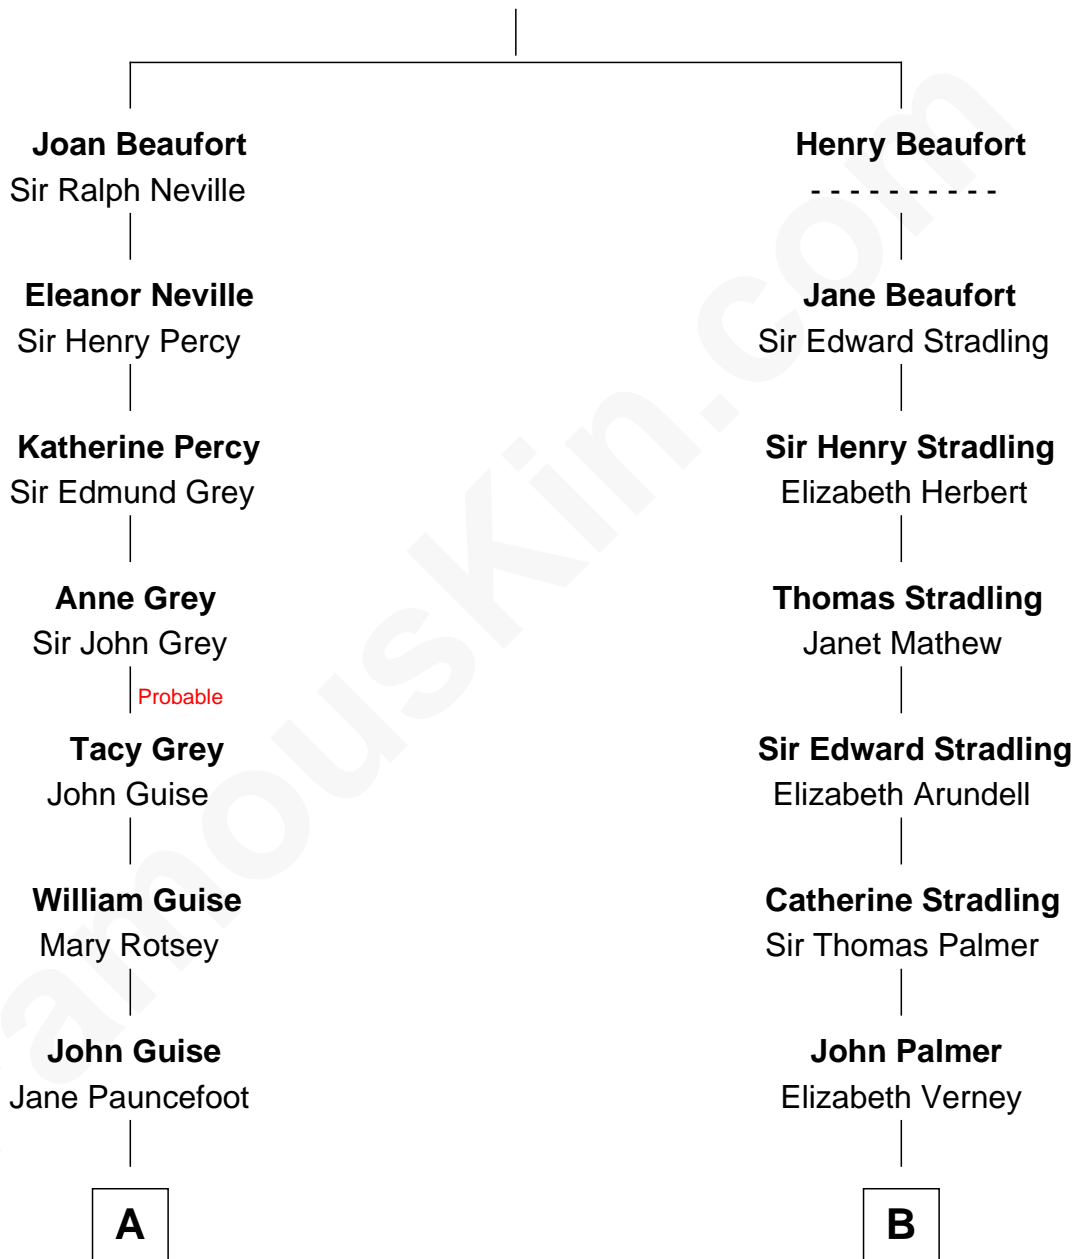 Joan Beaufort
Sir Ralph Neville
Henry Beaufort
- - - - - - - - - -
Eleanor Neville
Sir Henry Percy
Jane Beaufort
Sir Edward Stradling
Katherine Percy
Sir Edmund Grey
Sir Henry Stradling
Elizabeth Herbert
Anne Grey
Sir John Grey
Thomas Stradling
Janet Mathew
Probable
Tacy Grey
John Guise
Sir Edward Stradling
Elizabeth Arundell
William Guise
Mary Rotsey
Catherine Stradling
Sir Thomas Palmer
John Guise
Jane Pauncefoot
John Palmer
Elizabeth Verney
A
B
amouskin.com